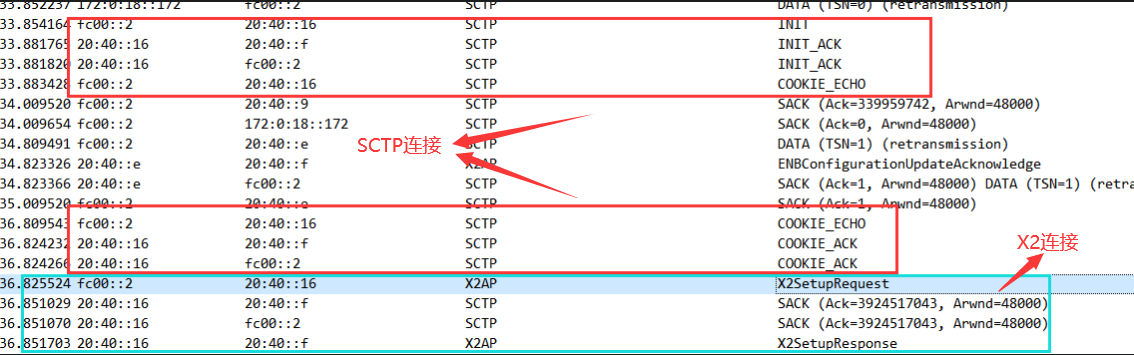 33.852237 172:0:18::172 fc00::2 SCTP DATA (TSN=0) (retransmission)
33.854164 fc00::2 20:40::16 SCTP INIT
33.881765 20:40::16 20:40::f SCTP INIT_ACK
33.881820 20:40::16 fc00::2 SCTP INIT_ACK
33.883428 fc00::2 20:40::16 SCTP COOKIE_ECHO
34.009520 fc00::2 20:40::9 SCTP SACK (Ack=339959742, Arwnd=48000)
34.009654 fc00::2 172:0:18::172 SCTP SACK (Ack=0, Arwnd=48000)
34.809491 fc00::2 20:40::e SCTP DATA (TSN=1) (retransmission)
SCTP连接
34.823326 20:40::e 20:40::f X2AP ENBConfigurationUpdateAcknowledge
34.823366 20:40::e fc00::2 SCTP SACK (Ack=1, Arwnd=48000) DATA (TSN=1) (retra
35.009520 fc00::2 20:40::e SCTP SACK (Ack=1, Arwnd=48000)
36.809543 fc00::2 20:40::16 SCTP COOKIE_ECHO
36.824232 20:40::16 20:40::f SCTP COOKIE_ACK
X2连接
36.824266 20:40::16 fc00::2 SCTP COOKIE_ACK
36.825524 fc00::2 20:40::16 X2AP X2SetupRequest
36.851029 20:40::16 20:40::f SCTP SACK (Ack=3924517043, Arwnd=48000)
36.851070 20:40::16 fc00::2 SCTP SACK (Ack=3924517043, Arwnd=48000)
36.851703 20:40::16 20:40::f X2AP X2SetupResponse